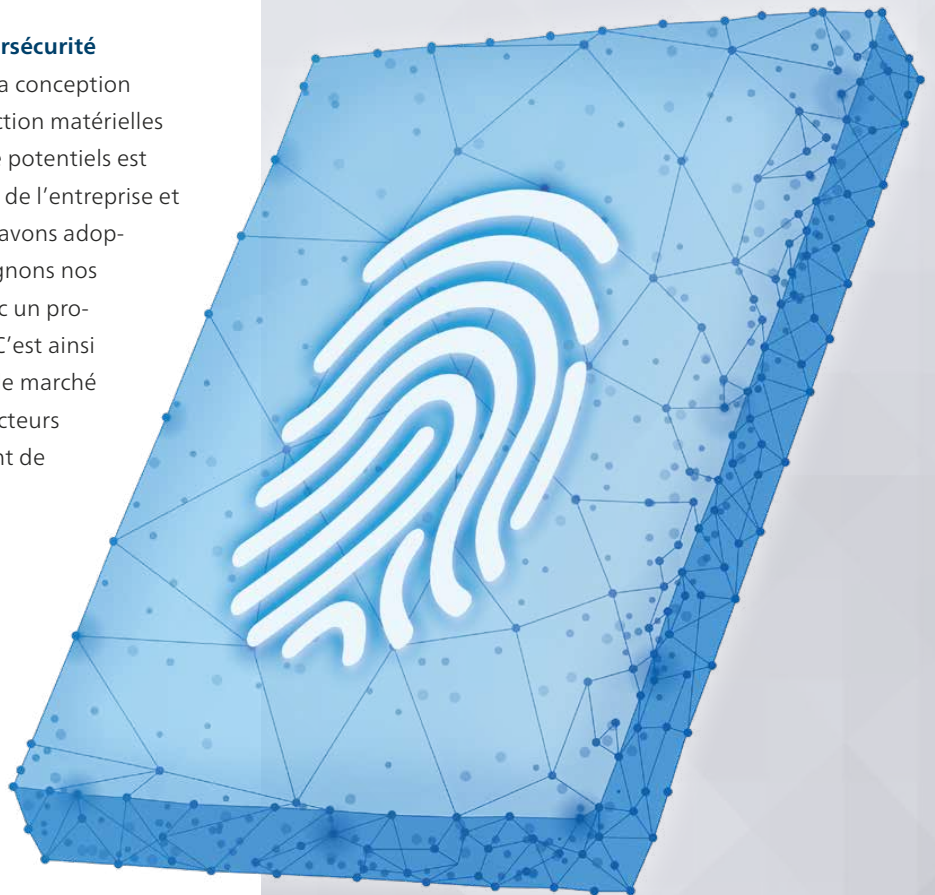 rsécurité
a conception
ction matérielles
e potentiels est
de l’entreprise et
avons adop-
gnons nos
c un pro-
C’est ainsi
e marché
cteurs
nt de